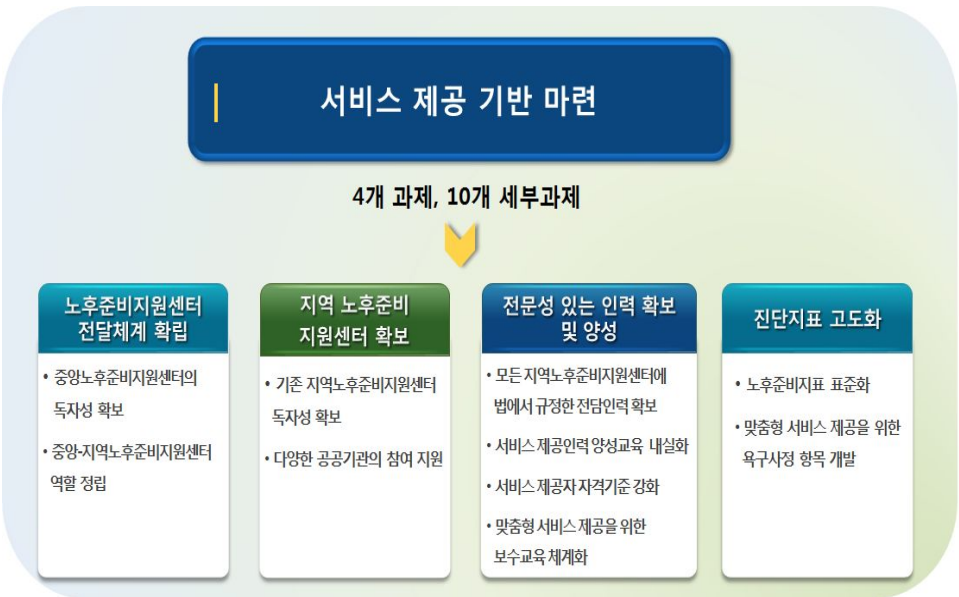 서비스 제공 기반 마련
4개 과제, 10개 세부과제
노후준비지원센터
전달체계 확립
• 중앙노후준비지원센터의
독자성 확보
• 중앙-지역노후준비지원센터
역할 정립
지역 노후준비
지원센터 확보
• 기존 지역노후준비지원센터
독자성 확보
• 다양한 공공기관의 참여 지원
전문성 있는 인력 확보
및 양성
• 모든 지역노후준비지원센터에
법에서 규정한 전담인력 확보
• 서비스 제공인력 양성교육 내실화
• 서비스 제공자 자격기준 강화
• 맞춤형 서비스 제공을 위한
보수교육 체계화
진단지표 고도화
• 노후준비지표 표준화
• 맞춤형 서비스 제공을 위한
욕구사정 항목 개발